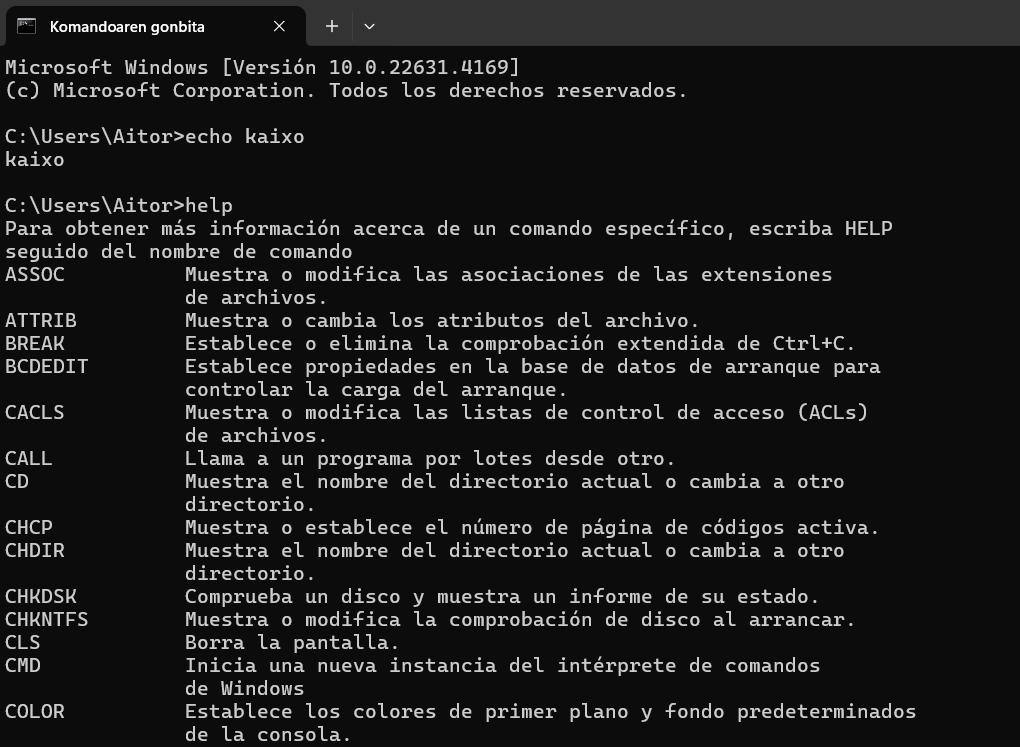 Komandoaren gonbita
Microsoft Windows [Versión 10.0.22631.4169]
(c) Microsoft Corporation. Todos los derechos reservados.
C:\Users\Aitor>echo kaixo
kaixo
C:\Users\Aitor>help
Para obtener más información acerca de un comando específico, escriba HELP
seguido del nombre de comando
ASSOC          Muestra o modifica las asociaciones de las extensiones
               de archivos.
ATTRIB         Muestra o cambia los atributos del archivo.
BREAK          Establece o elimina la comprobación extendida de Ctrl+C.
BCDEDIT        Establece propiedades en la base de datos de arranque para
               controlar la carga del arranque.
CACLS          Muestra o modifica las listas de control de acceso (ACLs)
               de archivos.
CALL           Llama a un programa por lotes desde otro.
CD             Muestra el nombre del directorio actual o cambia a otro
               directorio.
CHCP           Muestra o establece el número de página de códigos activa.
CHDIR          Muestra el nombre del directorio actual o cambia a otro
               directorio.
CHKDSK         Comprueba un disco y muestra un informe de su estado.
CHKNTFS        Muestra o modifica la comprobación de disco al arrancar.
CLS            Borra la pantalla.
CMD            Inicia una nueva instancia del intérprete de comandos
               de Windows
COLOR          Establece los colores de primer plano y fondo predeterminados
               de la consola.